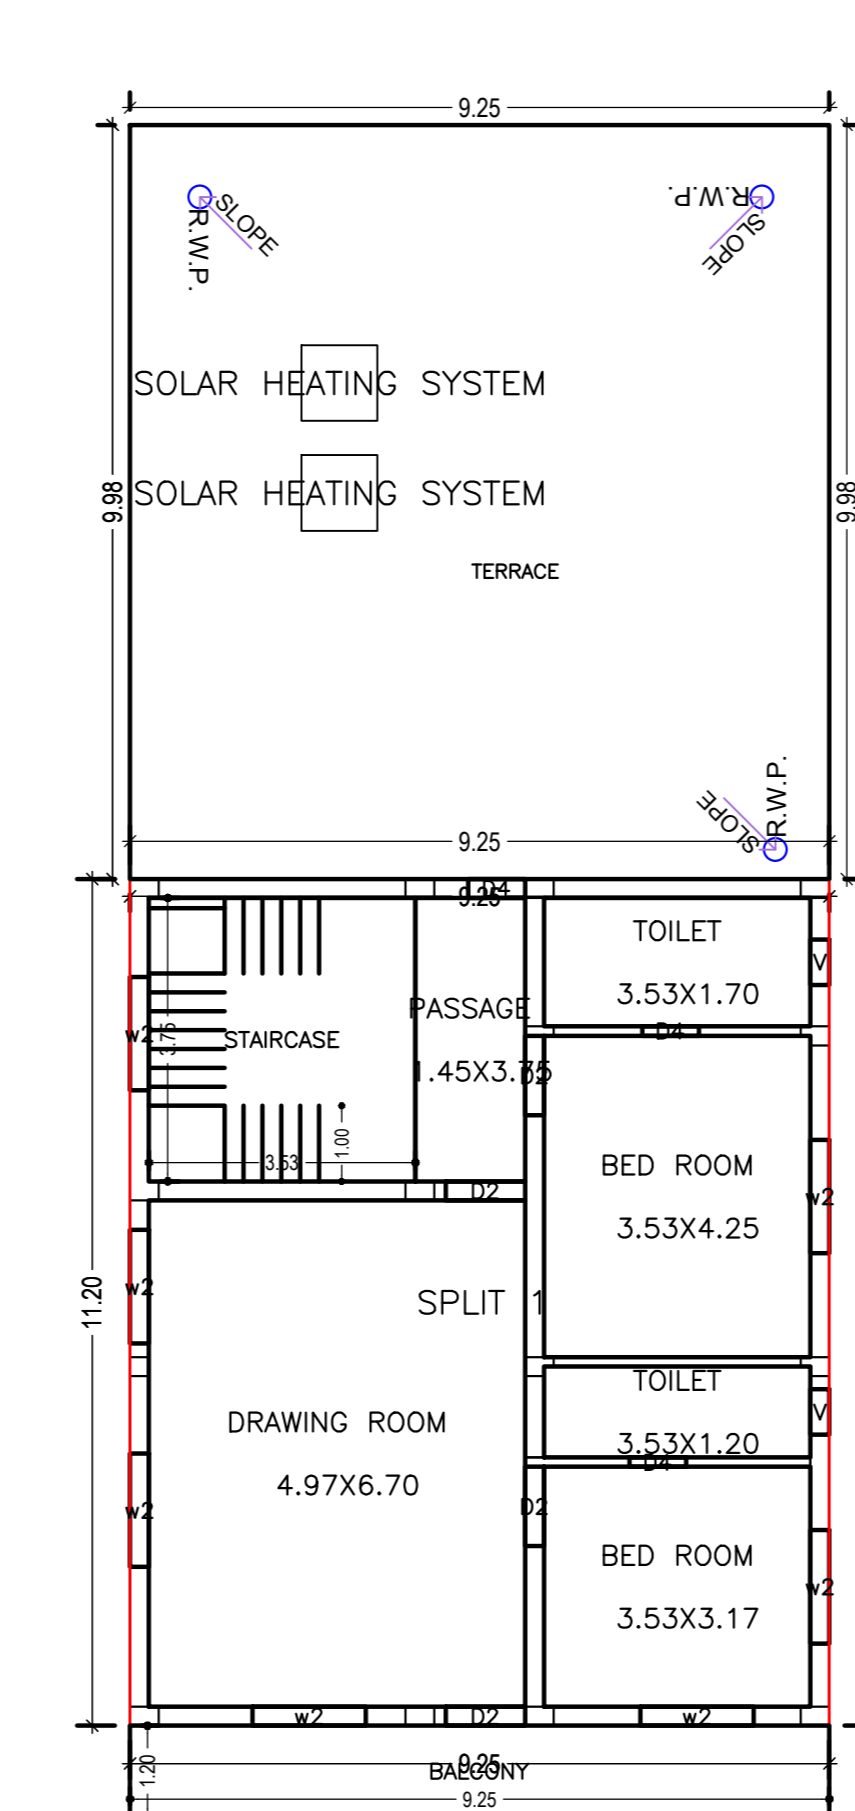 9.25
R.W.P.
SLOPE
R.W.P.
SLOPE
SOLAR HEATING SYSTEM
9.98
9.98
SOLAR HEATING SYSTEM
TERRACE
R.W.P.
SLOPE
9.25
D4
9.25
TOILET
V
3.53X1.70
PASSAGE
w2
3.75
STAIRCASE
D4
1.45X3.75
D2
1.00
3.53
BED ROOM
D2
w2
3.53X4.25
w2
11.20
SPLIT 1
TOILET
V
DRAWING ROOM
3.53X1.20
D4
4.97X6.70
w2
D2
BED ROOM
w2
3.53X3.17
w2
D2
w2
9.25
BALCONY
1.20
9.25